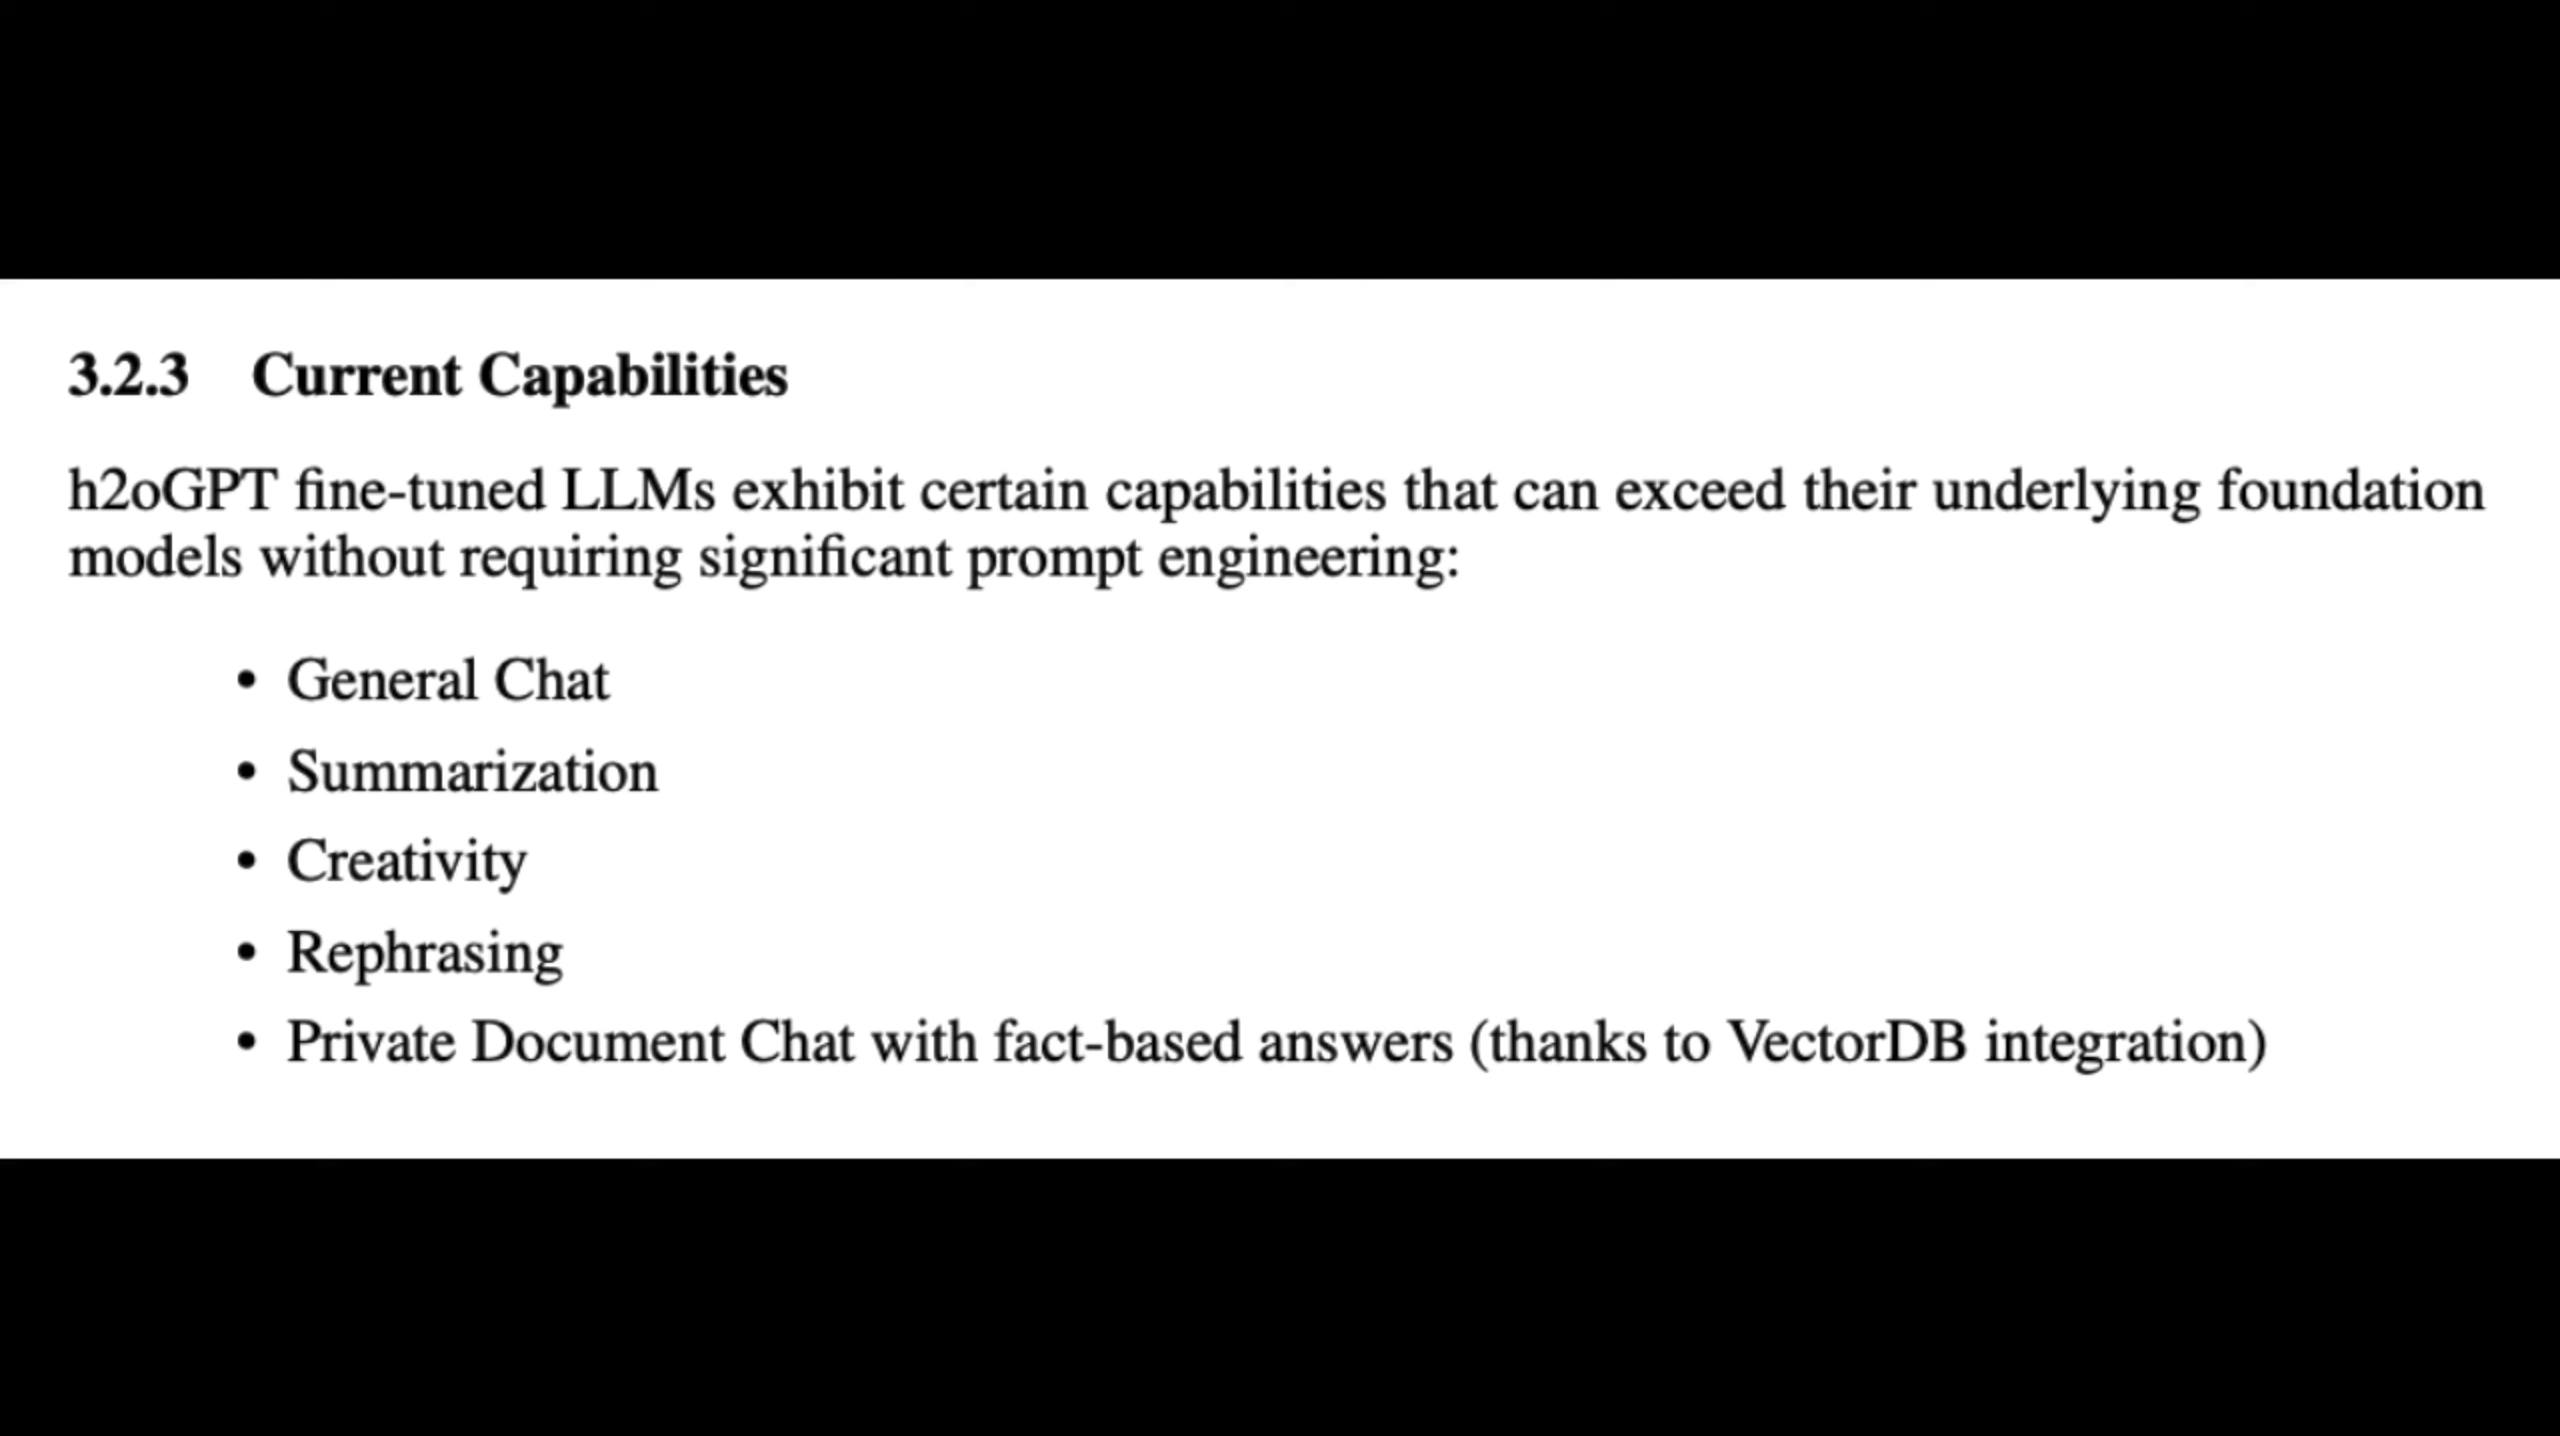 3.2.3 Current Capabilities
h2oGPT fine-tuned LLMs exhibit certain capabilities that can exceed their underlying foundation
models without requiring significant prompt engineering:
• General Chat
• Summarization
• Creativity
• Rephrasing
• Private Document Chat with fact-based answers (thanks to VectorDB integration)